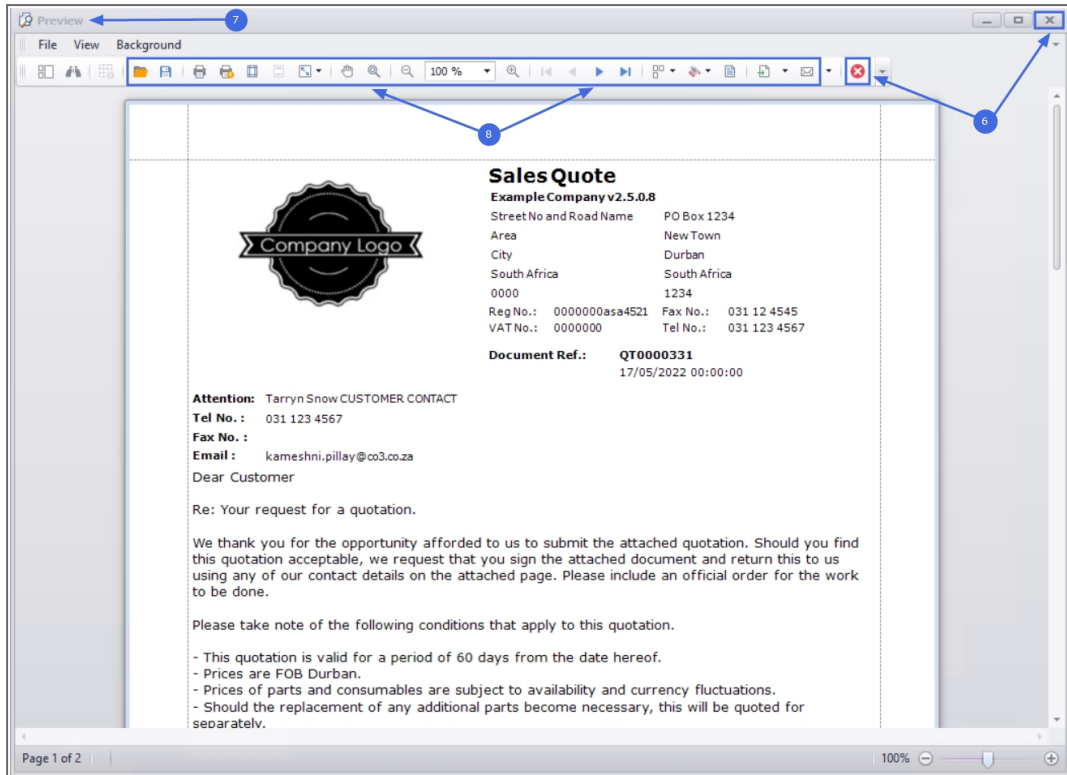 Preview
7
File View Background
100 %
8
6
Sales Quote
Example Company v2.5.0.8
Company Logo
Street No and Road Name PO Box 1234
Area New Town
City Durban
South Africa South Africa
0000 1234
Reg No.: 0000000asa4521 Fax No.: 031 12 4545
VAT No.: 0000000 Tel No.: 031 123 4567
Document Ref.: QT0000331
17/05/2022 00:00:00
Attention: Tarryn Snow CUSTOMER CONTACT
Tel No. : 031 123 4567
Fax No. :
Email : kameshni.pillay@co3.co.za
Dear Customer
Re: Your request for a quotation.
We thank you for the opportunity afforded to us to submit the attached quotation. Should you find
this quotation acceptable, we request that you sign the attached document and return this to us
using any of our contact details on the attached page. Please include an official order for the work
to be done.
Please take note of the following conditions that apply to this quotation.
- This quotation is valid for a period of 60 days from the date hereof.
- Prices are FOB Durban.
- Prices of parts and consumables are subject to availability and currency fluctuations.
- Should the replacement of any additional parts become necessary, this will be quoted for
separately.
Page 1 of 2 100%